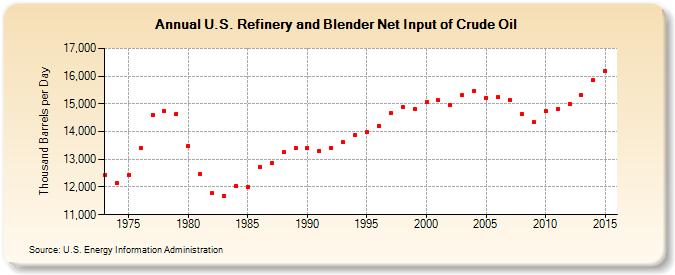 Annual U.S. Refinery and Blender Net Input of Crude Oil
Thousand Barrels per Day
17,000
16,000
15,000
14,000
13,000
12,000
11,000
1975 1980 1985 1990 1995 2000 2005 2010 2015
Source: U.S. Energy Information Administration